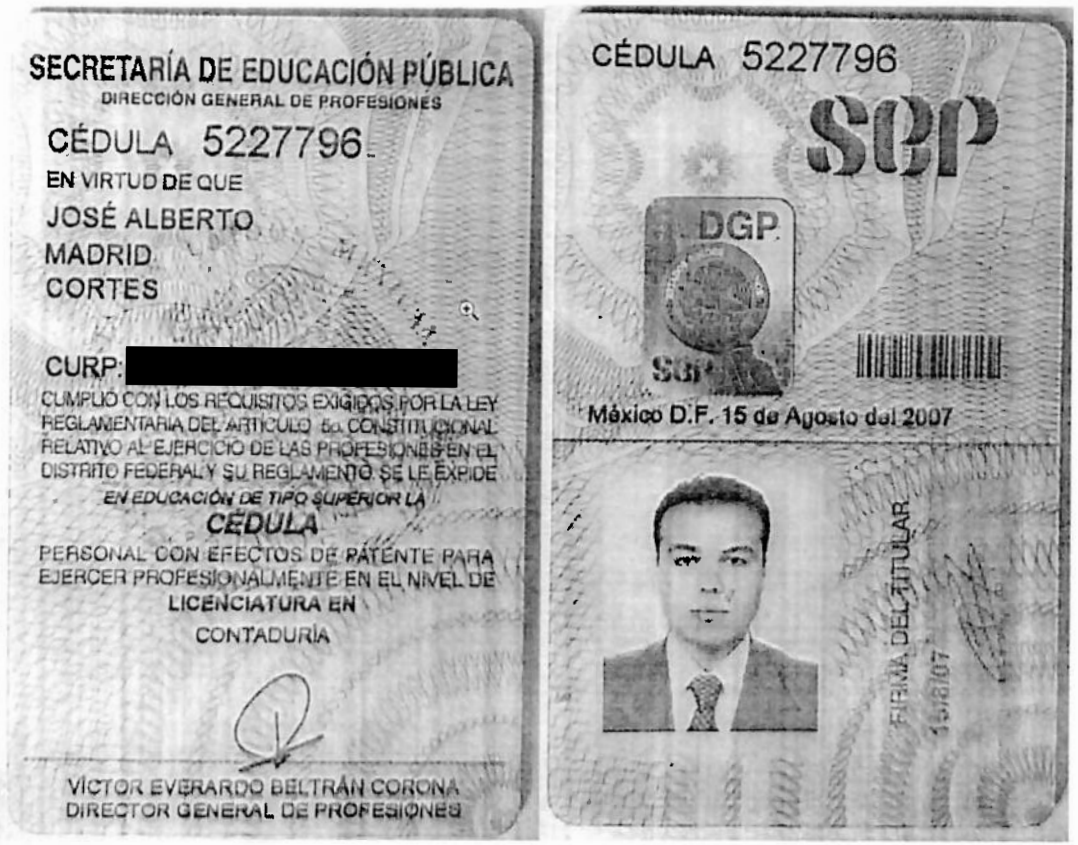 SECRETARÍA DE EDUCACIÓN PÚBLICA
DIRECCIÓN GENERAL DE PROFESIONES
CÉDULA 5227796
EN VIRTUD DE QUE
JOSÉ ALBERTO
MADRID
CORTES
CURP:
CUMPLIÓ CON LOS REQUISITOS EXIGIDOS POR LA LEY
REGLAMENTARIA DEL ARTÍCULO 5o. CONSTITUCIONAL
RELATIVO AL EJERCICIO DE LAS PROFESIONES EN EL
DISTRITO FEDERAL Y SU REGLAMENTO SE LE EXPIDE
EN EDUCACIÓN DE TIPO SUPERIOR LA
CÉDULA
PERSONAL CON EFECTOS DE PATENTE PARA
EJERCER PROFESIONALMENTE EN EL NIVEL DE
LICENCIATURA EN
CONTADURÍA
VÍCTOR EVERARDO BELTRÁN CORONA
DIRECTOR GENERAL DE PROFESIONES
CÉDULA 5227796
SEP
DGP
SEP
México D.F. 15 de Agosto del 2007
FIRMA DEL TITULAR
15/8/07